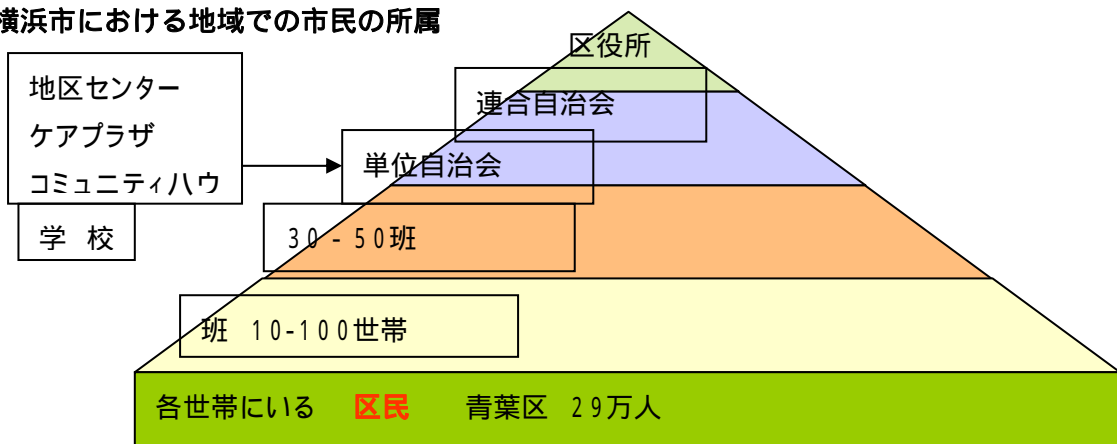 横浜市における地域での市民の所属
区役所
地区センター
ケアプラザ
コミュニティハウ
連合自治会
単位自治会
学 校
30-50班
班 10-100世帯
各世帯にいる 区民 青葉区 29万人